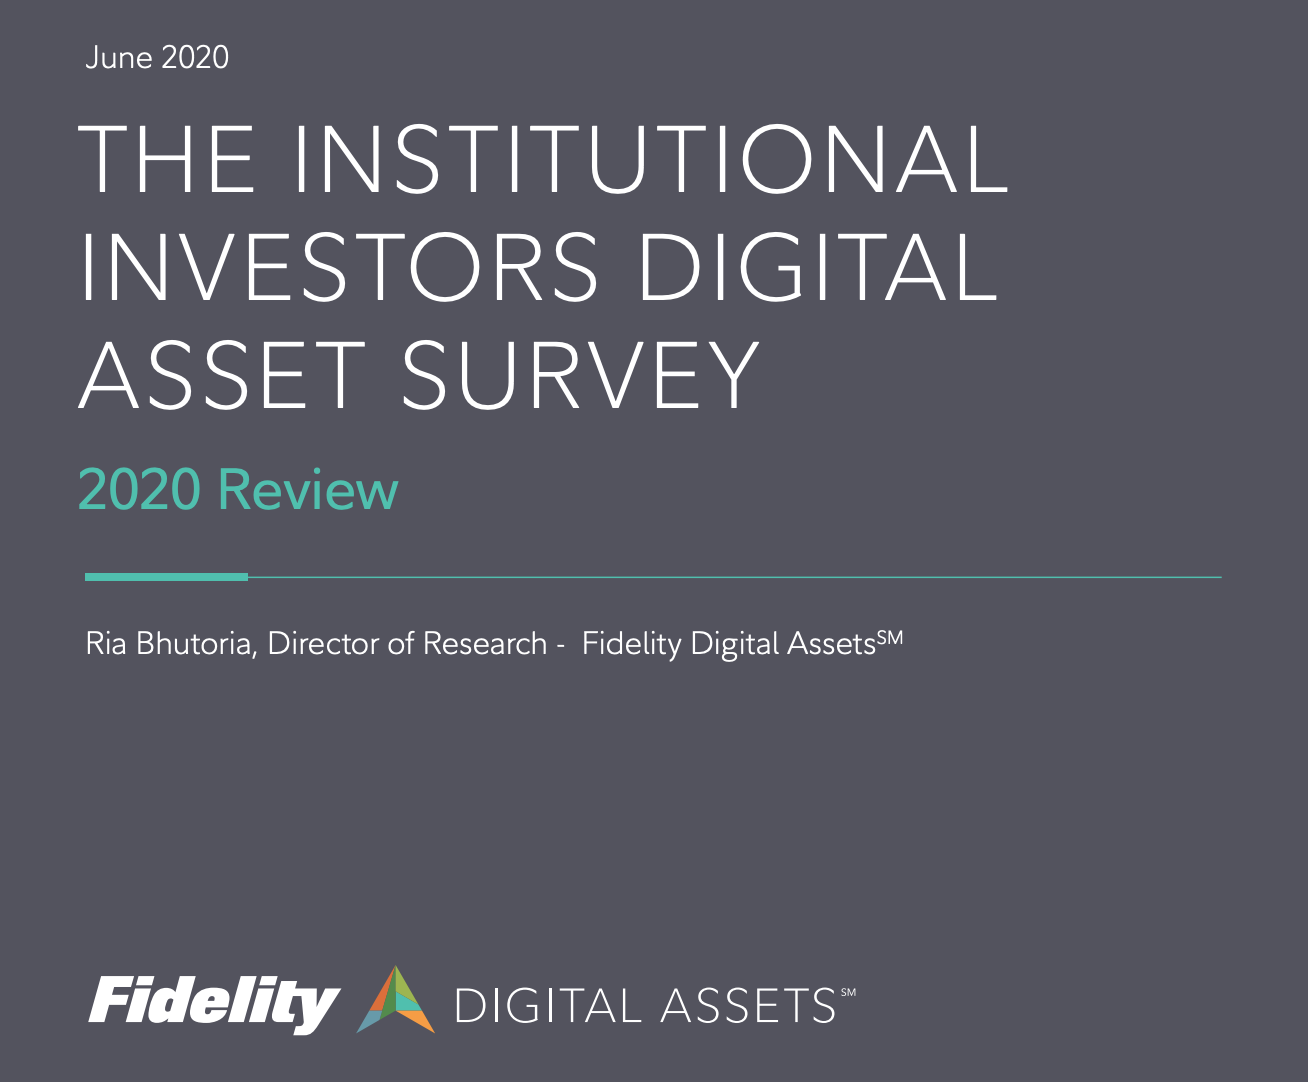 June 2020
THE INSTITUTIONAL
INVESTORS DIGITAL
ASSET SURVEY
2020 Review
Ria Bhutoria, Director of Research -  Fidelity Digital Assets℠
Fidelity DIGITAL ASSETS℠